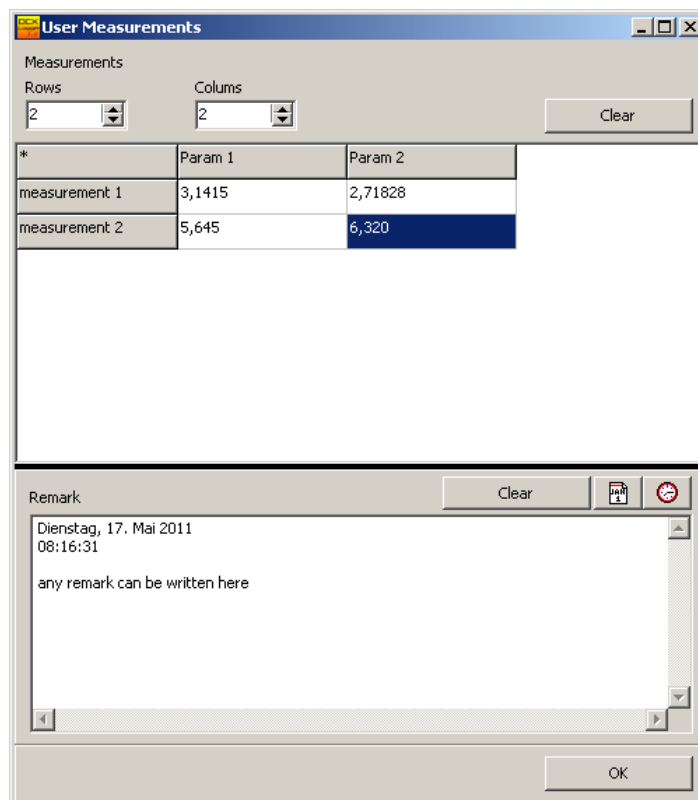 User Measurements
Measurements
Rows Colums
2 2 Clear
* Param 1 Param 2
measurement 1 3,1415 2,71828
measurement 2 5,645 6,320
Remark Clear JAN 1
Dienstag, 17. Mai 2011
08:16:31
any remark can be written here
OK